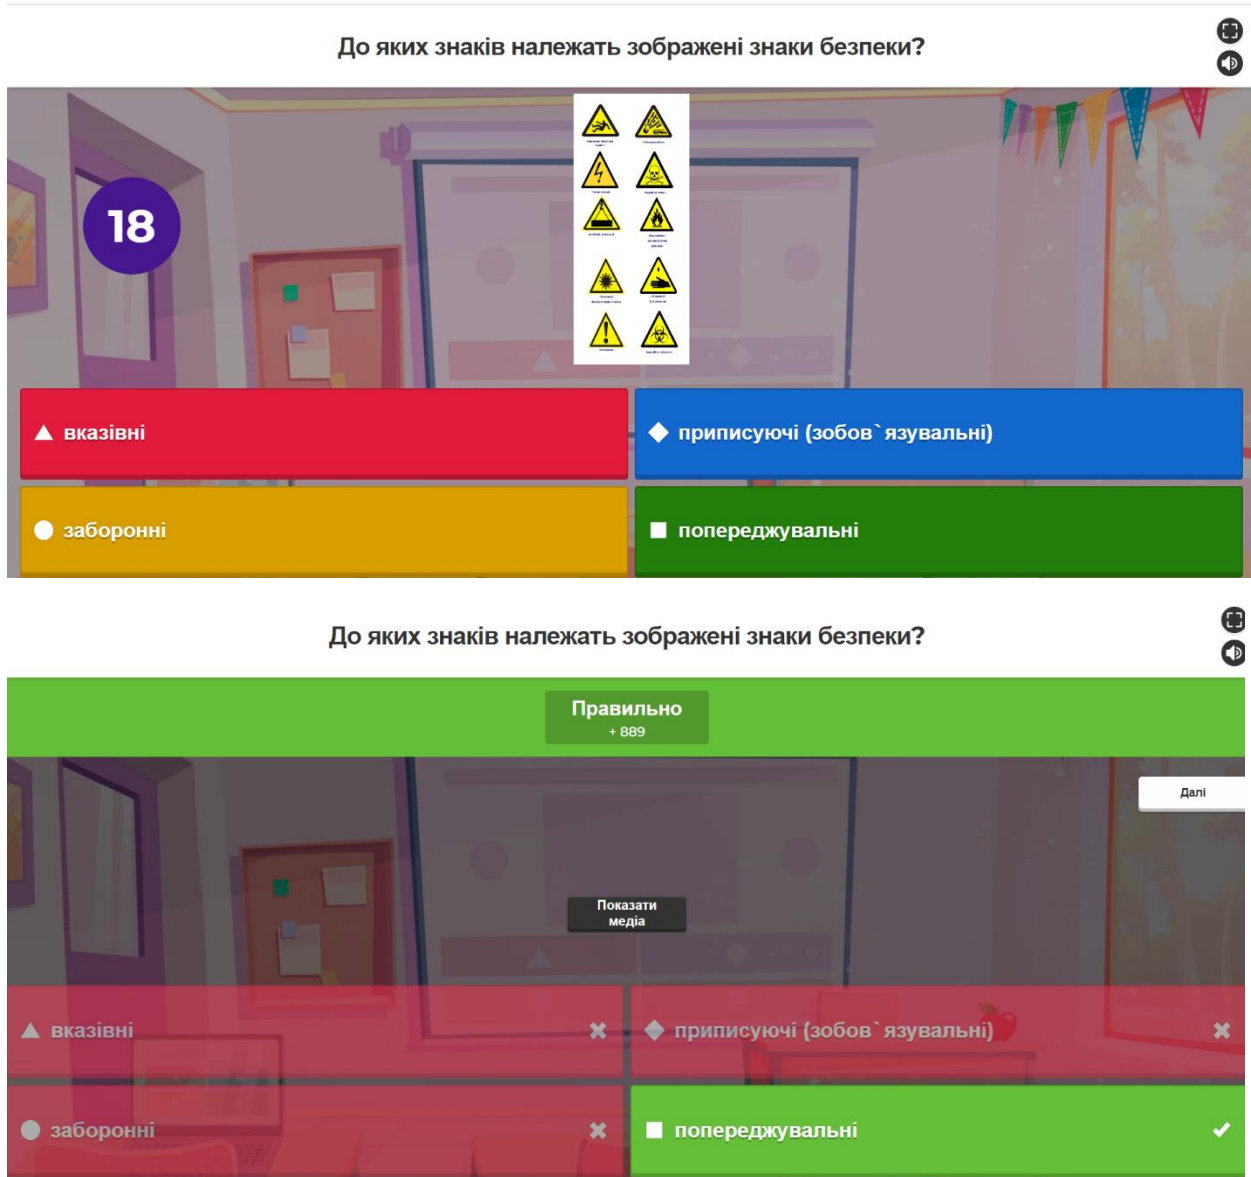 До яких знаків належать зображені знаки безпеки?
18
вказівні
приписуючі (зобов`язувальні)
заборонні
попереджувальні
До яких знаків належать зображені знаки безпеки?
Правильно
+ 889
Далі
Показати
медіа
вказівні
приписуючі (зобов`язувальні)
заборонні
попереджувальні